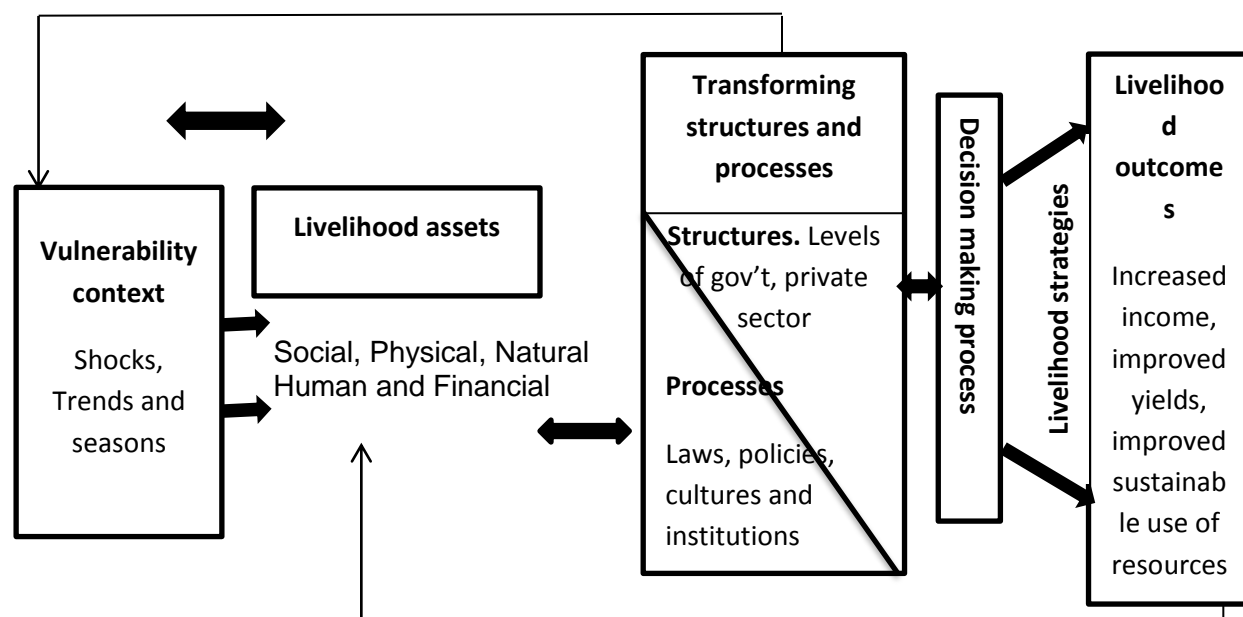 Vulnerability
context
Shocks,
Trends and
seasons
Livelihood assets
Social, Physical, Natural
Human and Financial
Transforming
structures and
processes
Structures. Levels
of gov’t, private
sector
Processes
Laws, policies,
cultures and
institutions
Decision making process
Livelihood strategies
Livelihoo
d
outcome
s
Increased
income,
improved
yields,
improved
sustainab
le use of
resources